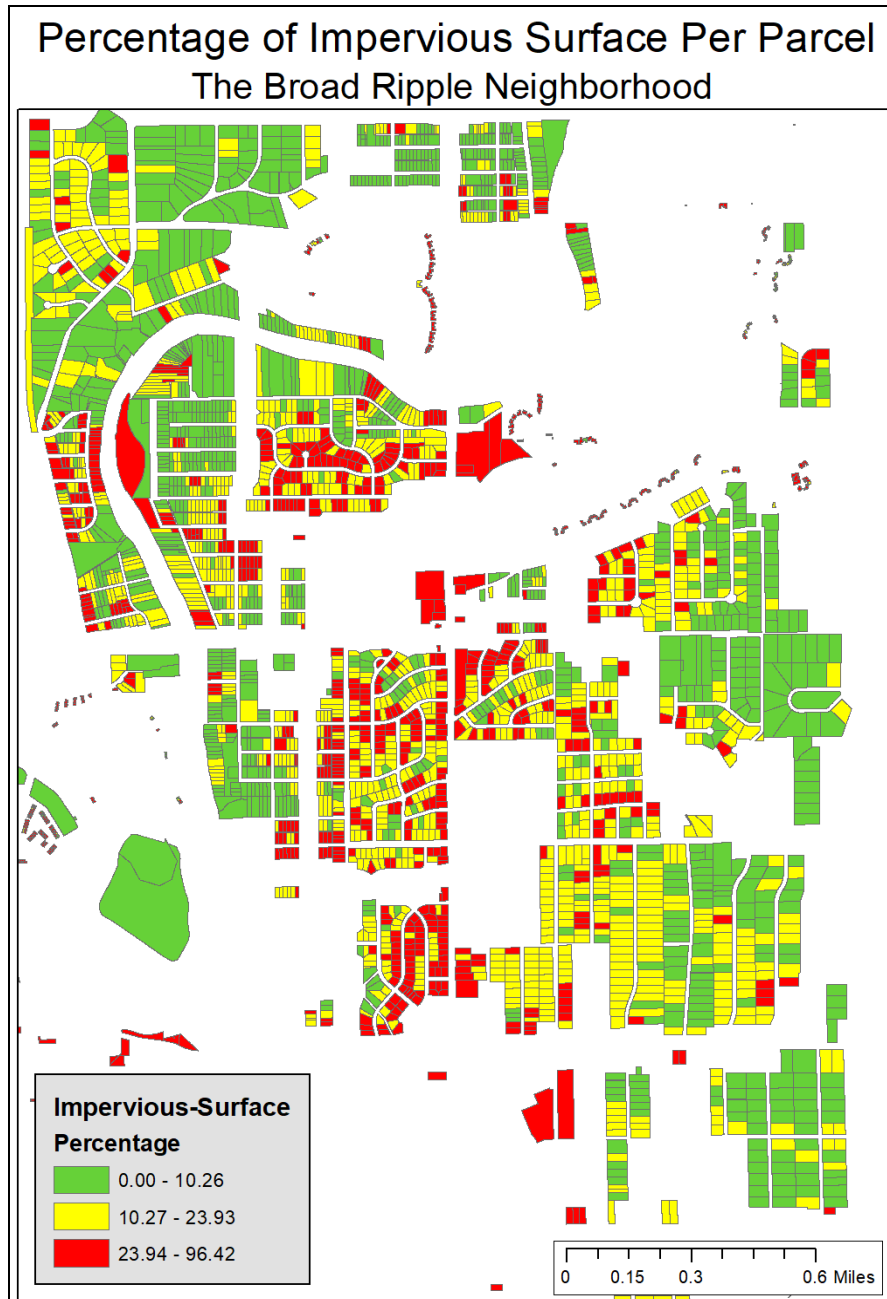 Percentage of Impervious Surface Per Parcel
The Broad Ripple Neighborhood
Impervious-Surface
Percentage
0.00 - 10.26
10.27 - 23.93
23.94 - 96.42
0 0.15 0.3 0.6 Miles